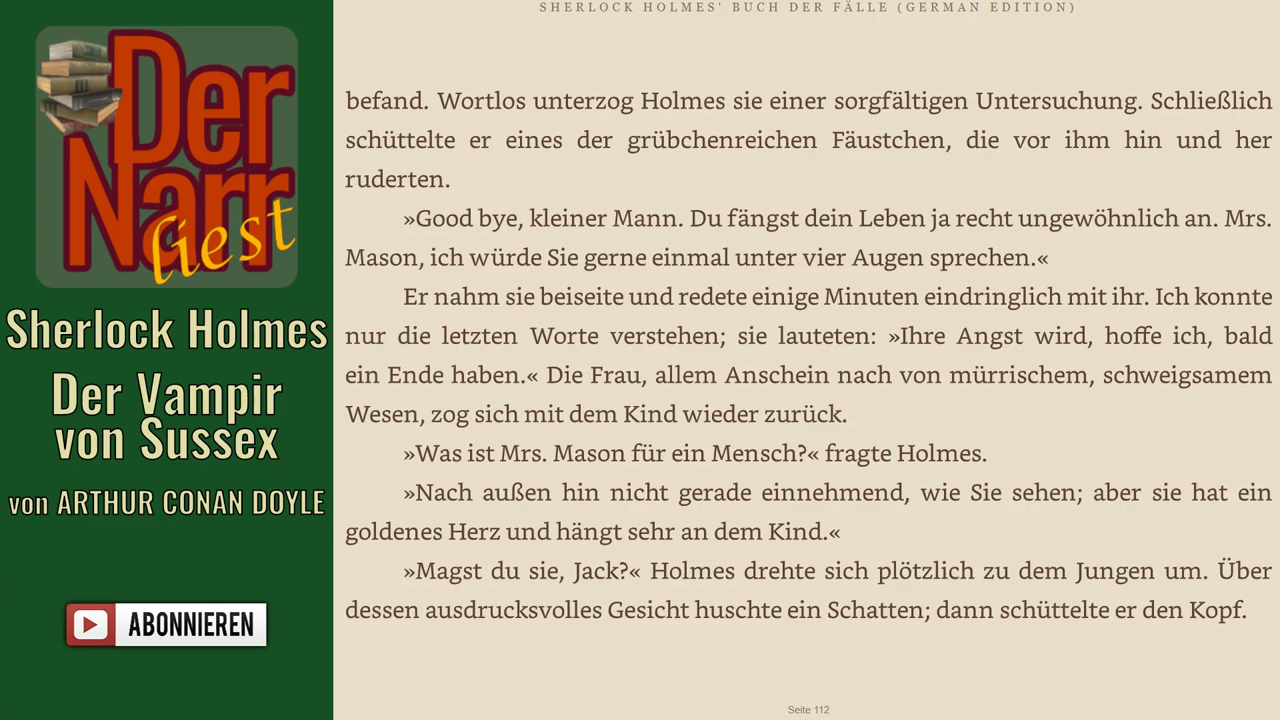 Der
Narr
liest
Sherlock Holmes
Der Vampir
von Sussex
von ARTHUR CONAN DOYLE
ABONNIEREN
SHERLOCK HOLMES' BUCH DER FÄLLE (GERMAN EDITION)
befand. Wortlos unterzog Holmes sie einer sorgfältigen Untersuchung. Schließlich
schüttelte er eines der grübchenreichen Fäustchen, die vor ihm hin und her
ruderten.
»Good bye, kleiner Mann. Du fängst dein Leben ja recht ungewöhnlich an. Mrs.
Mason, ich würde Sie gerne einmal unter vier Augen sprechen.«
Er nahm sie beiseite und redete einige Minuten eindringlich mit ihr. Ich konnte
nur die letzten Worte verstehen; sie lauteten: »Ihre Angst wird, hoffe ich, bald
ein Ende haben.« Die Frau, allem Anschein nach von mürrischem, schweigsamem
Wesen, zog sich mit dem Kind wieder zurück.
»Was ist Mrs. Mason für ein Mensch?« fragte Holmes.
»Nach außen hin nicht gerade einnehmend, wie Sie sehen; aber sie hat ein
goldenes Herz und hängt sehr an dem Kind.«
»Magst du sie, Jack?« Holmes drehte sich plötzlich zu dem Jungen um. Über
dessen ausdrucksvolles Gesicht huschte ein Schatten; dann schüttelte er den Kopf.
Seite 112